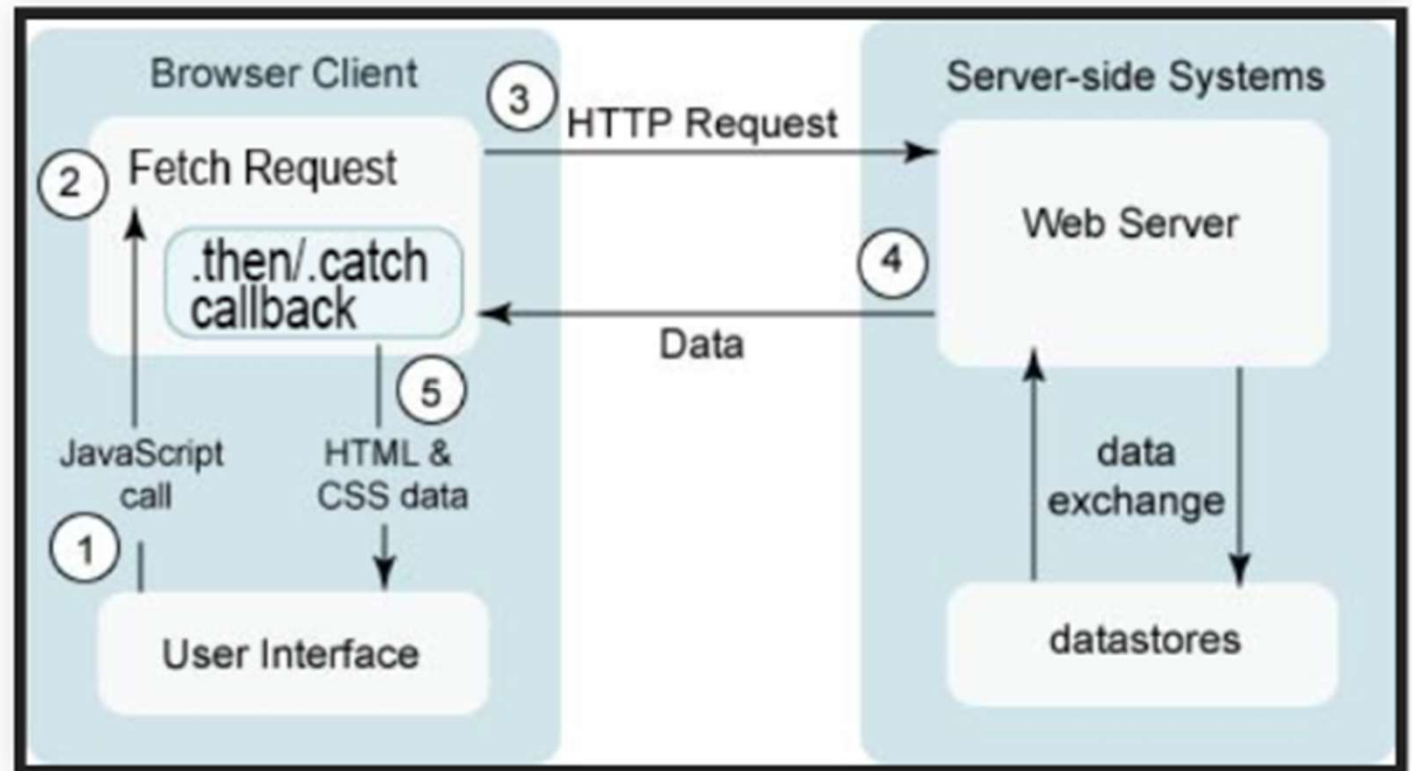 Browser Client
Server-side Systems
3
HTTP Request
2
Fetch Request
Web Server
.then/.catch
callback
4
Data
5
JavaScript
call
HTML &
CSS data
data
exchange
1
User Interface
datastores